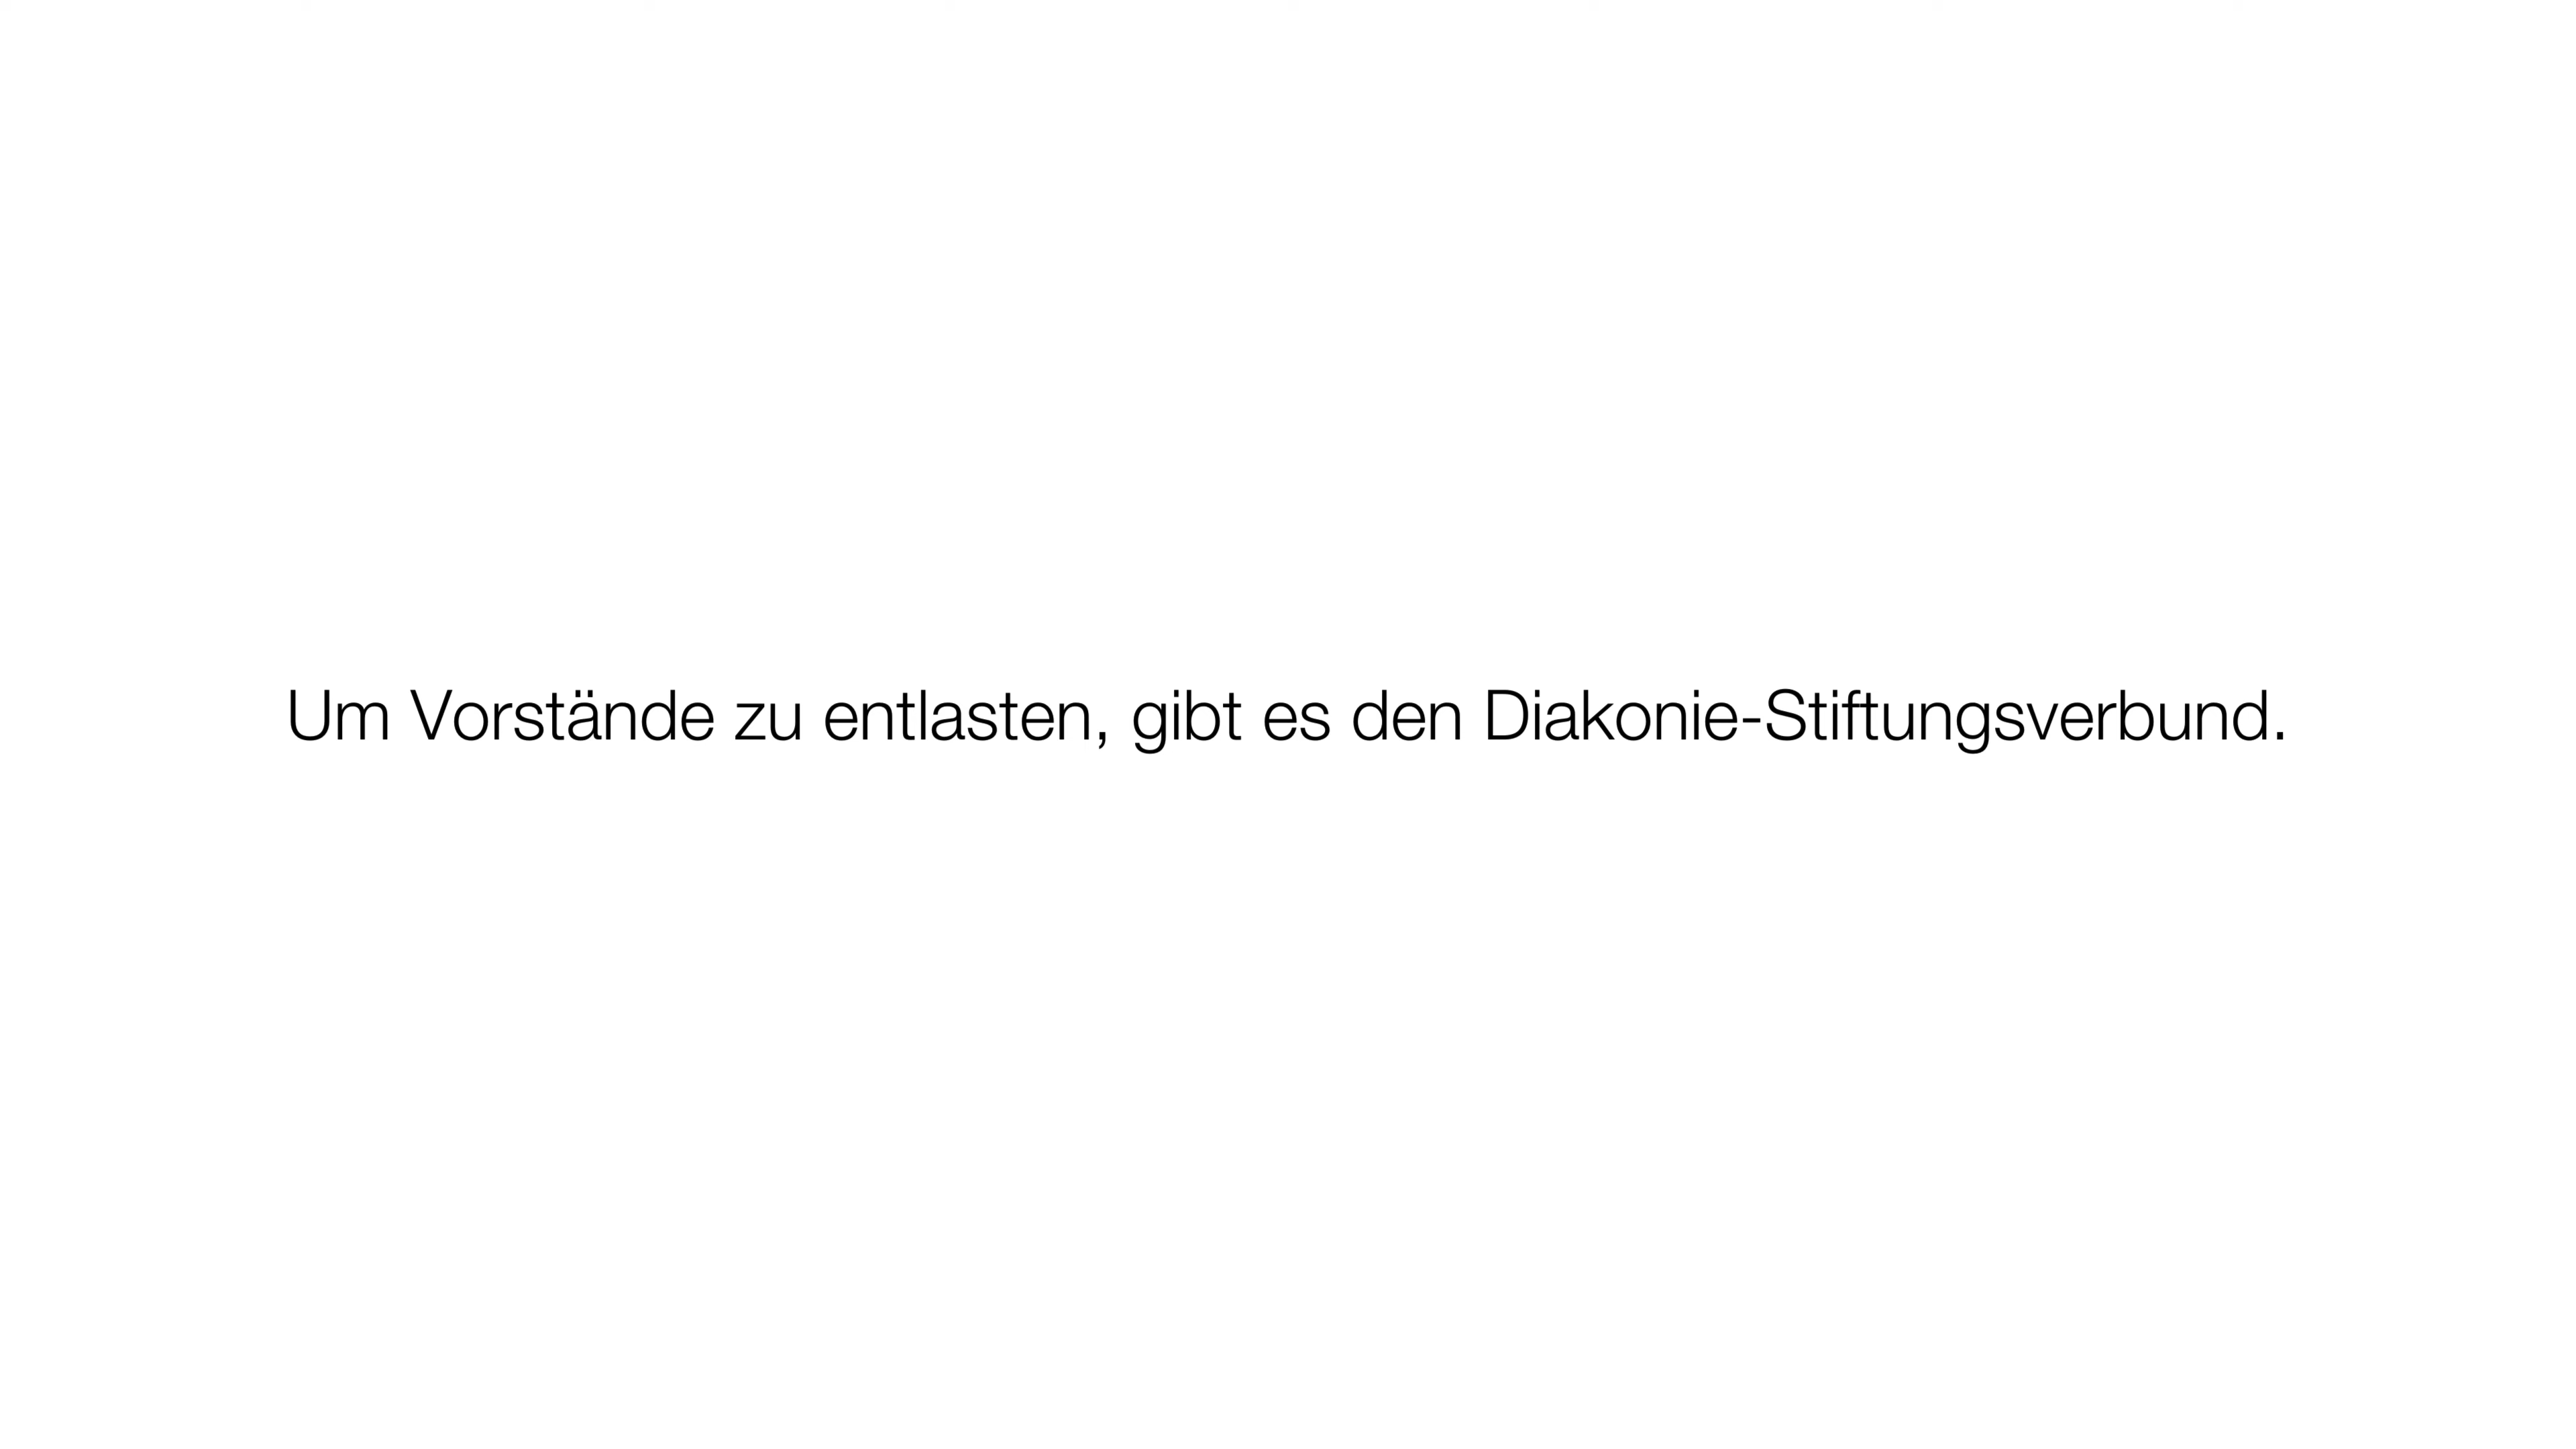 Um Vorstände zu entlasten, gibt es den Diakonie-Stiftungsverbund.